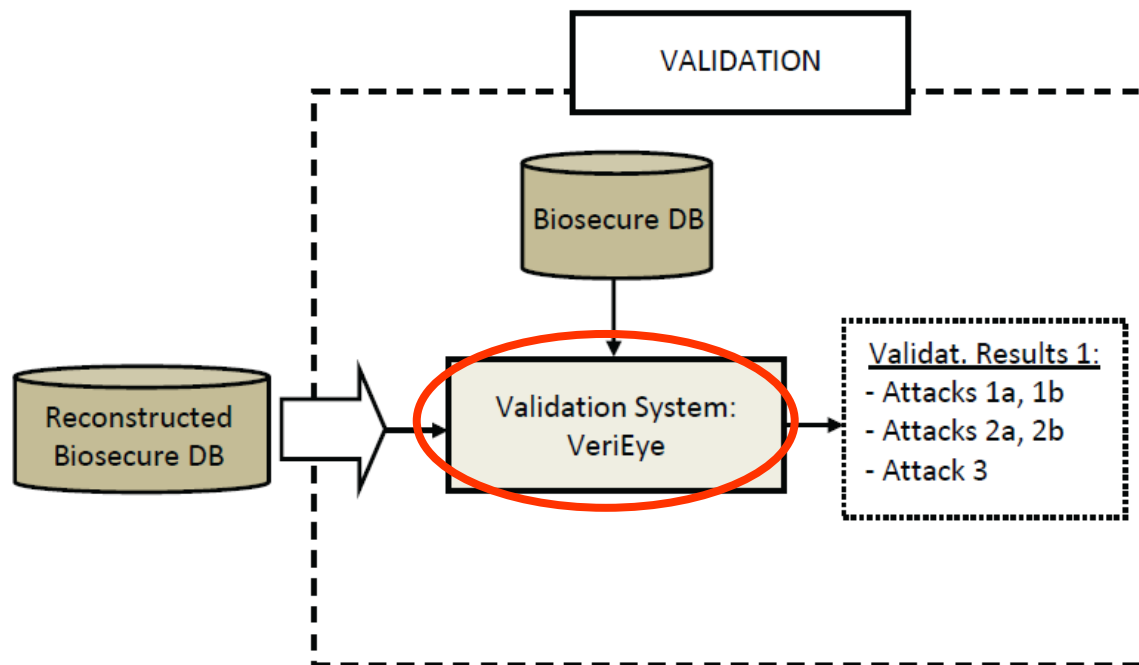 VALIDATION
Biosecure DB
Reconstructed
Biosecure DB
Validation System:
VeriEye
Validat. Results 1:
- Attacks 1a, 1b
- Attacks 2a, 2b
- Attack 3